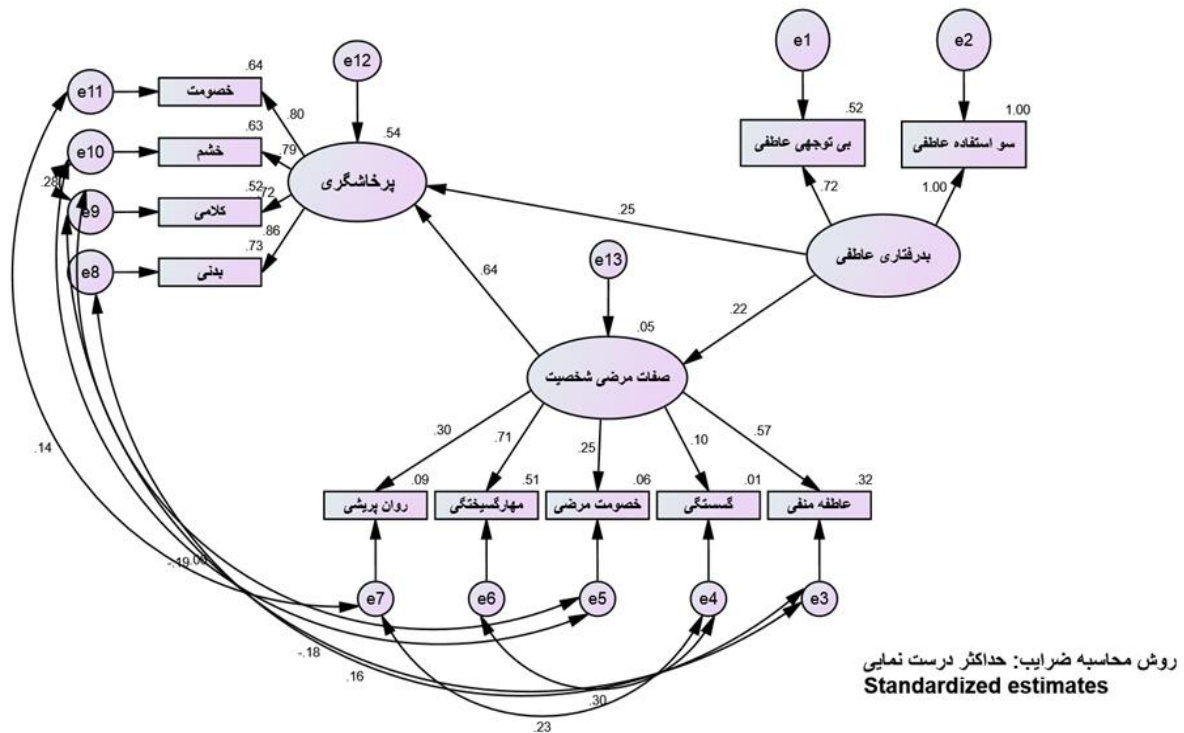 e1
e2
e12
.64
e11
خصومت
.80
.52
1.00
بی توجهی عاطفی
سو استفاده عاطفی
.63
e10
خشم
.79
.54
پرخاشگری
.28
.52
.72
e9
کلامی
.72
1.00
.86
.73
e8
بدنی
.25
بدرفتاری عاطفی
e13
.64
.22
.05
صفات مرضی شخصیت
.30
.71
.25
.10
.57
.14
.09
.51
.06
.01
.32
روان پریشی
مهارگسیختگی
خصومت مرضی
گسستگی
عاطفه منفی
-.19
e7
e6
e5
e4
e3
-.18
.16
.30
.23
روش محاسبه ضرایب: حداکثر درست نمایی
Standardized estimates